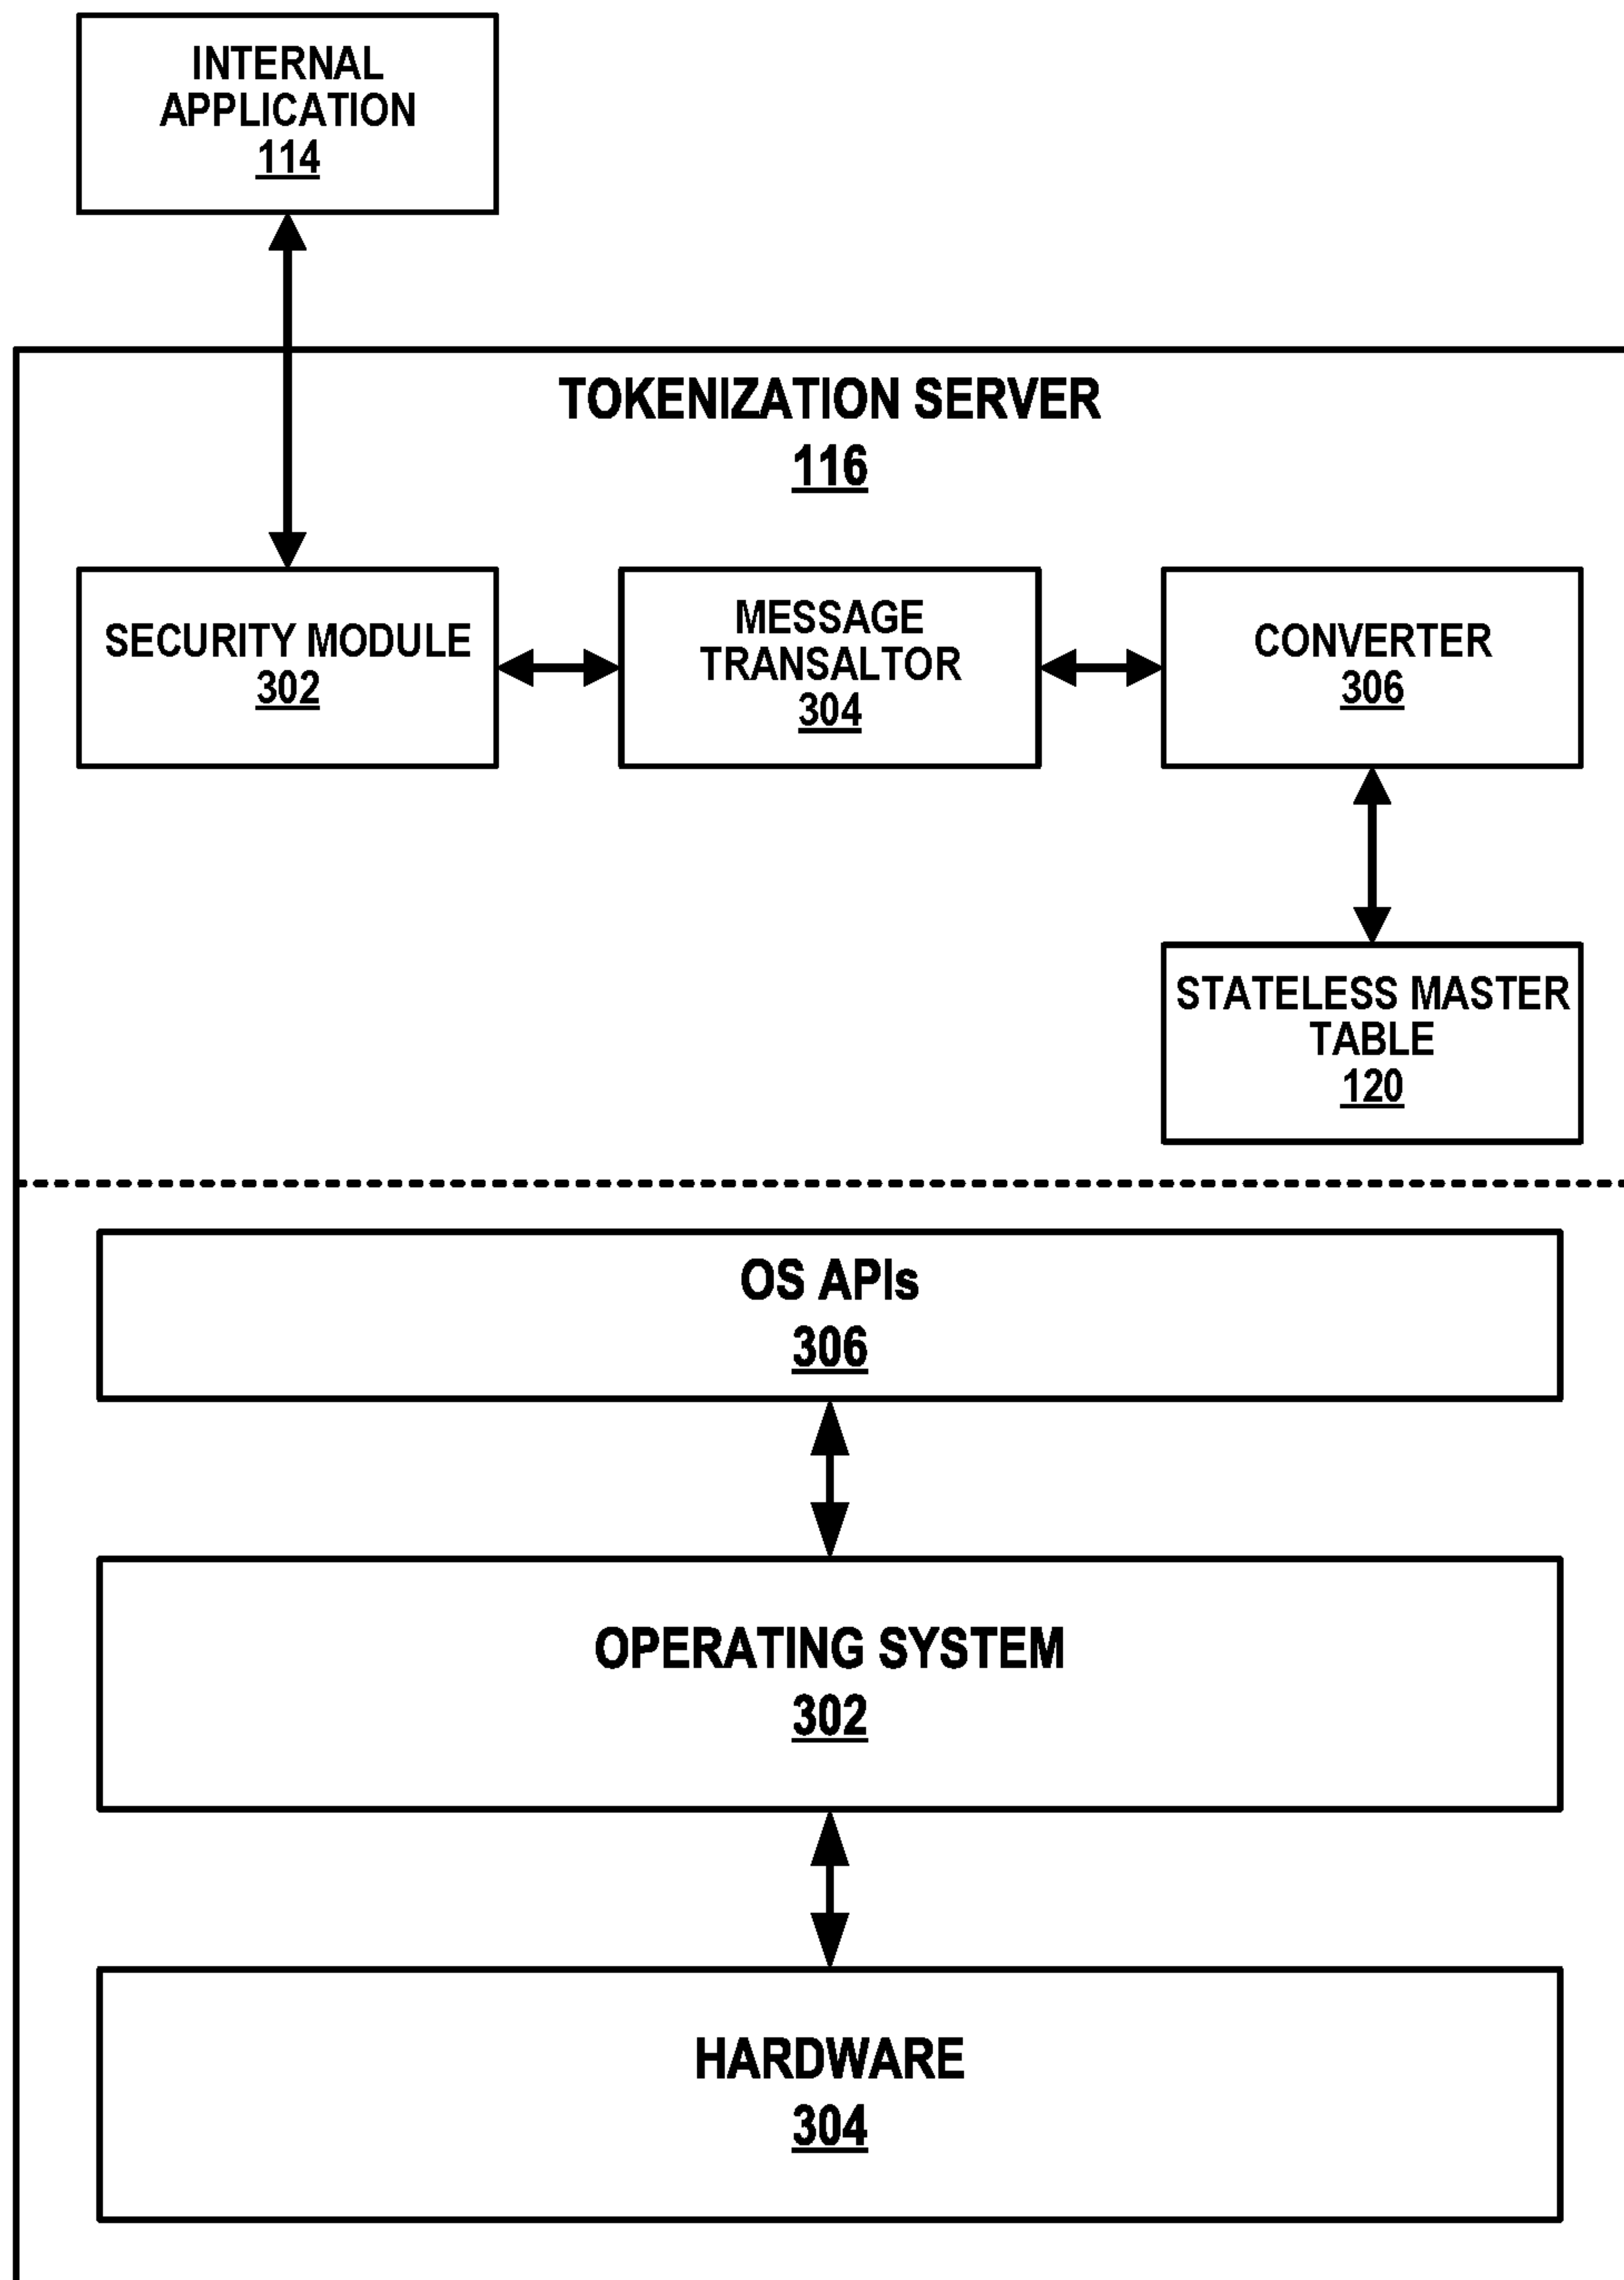 INTERNAL
APPLICATION
114
TOKENIZATION SERVER
116
SECURITY MODULE
302
MESSAGE
TRANSALTOR
304
CONVERTER
306
STATELESS MASTER
TABLE
120
OS APIs
306
OPERATING SYSTEM
302
HARDWARE
304